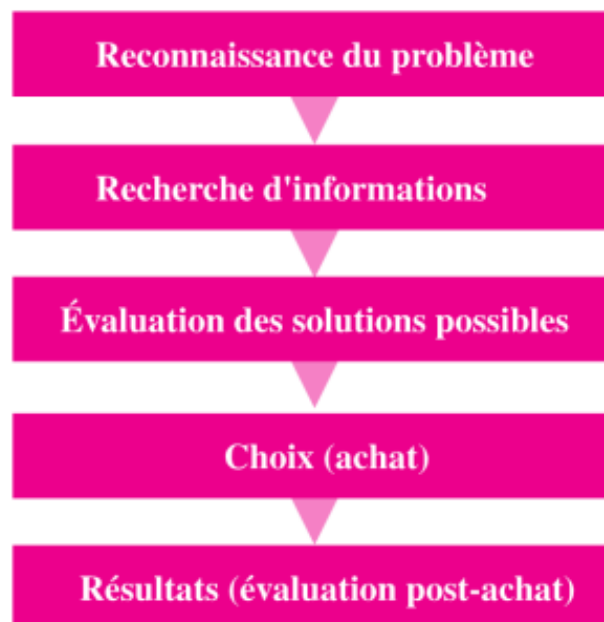 Reconnaissance du problème
Recherche d'informations
Évaluation des solutions possibles
Choix (achat)
Résultats (évaluation post-achat)